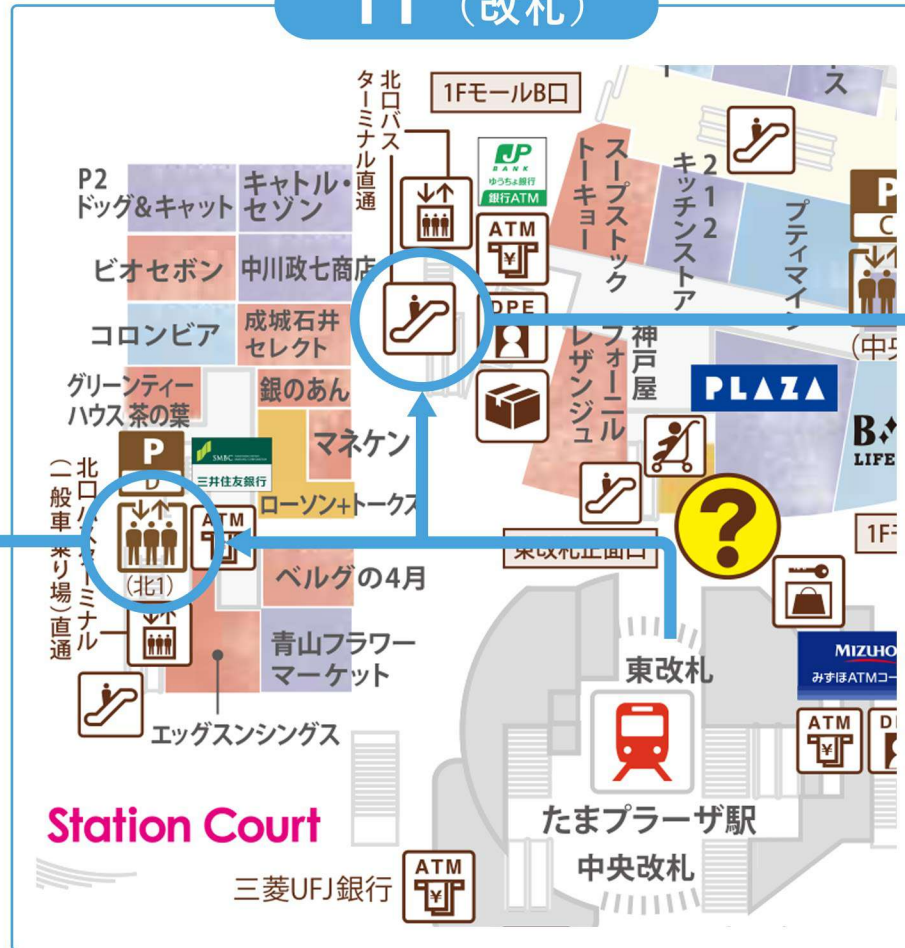 (改札)
1FモールB口
北口バス
ターミナル直通
JP
BANK
ゆうちょ銀行
銀行ATM
ATM
¥
DPE
P2
ドッグ&キャット
キャトル・
セゾン
ビオセボン
中川政七商店
コロンビア
成城石井
セレクト
グリーンティー
ハウス 茶の葉
銀のあん
マネケン
ローソン+トークス
P
D
SMBC
三井住友銀行
ATM
¥
(北1)
北口バスターミナル
(一般車乗り場)直通
ベルグの4月
青山フラワー
マーケット
エッグスンシングス
Station Court
三菱UFJ銀行
ATM
¥
スープストック
トーキョー
212
キッチンストア
プティマイン
ス
P
C
フォーニル
レザンジュ
神戸屋
PLAZA
LIFE
?
東改札正面口
東改札
たまプラーザ駅
中央改札
MIZUHO
みずほATMコー
ATM
¥